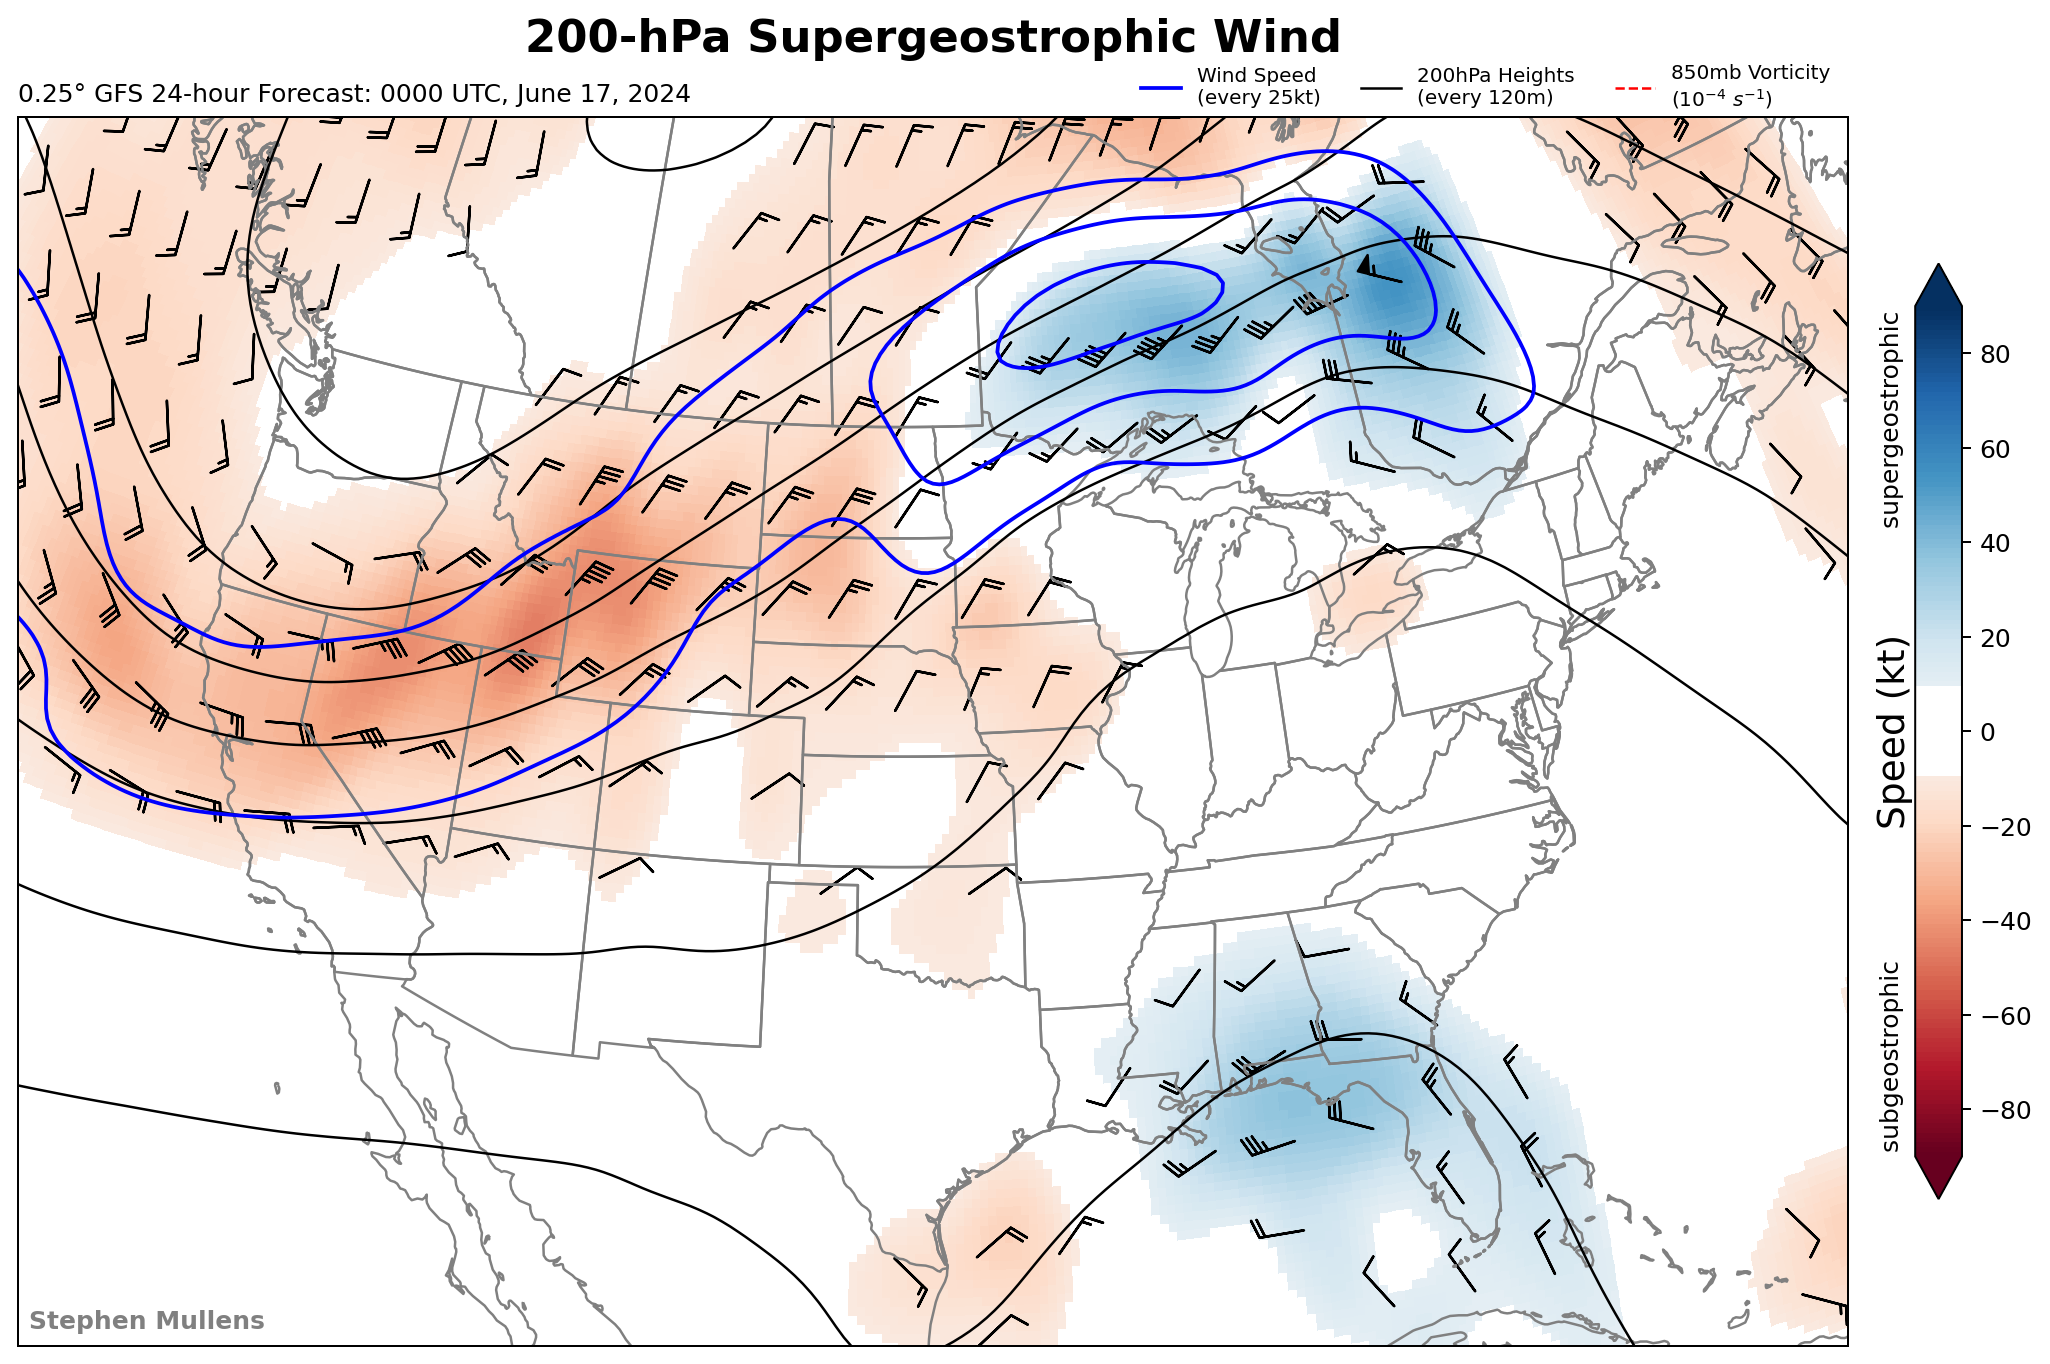 200-hPa Supergeostrophic Wind
0.25° GFS 24-hour Forecast: 0000 UTC, June 17, 2024
Wind Speed
(every 25kt)
200hPa Heights
(every 120m)
850mb Vorticity
(10⁻⁴ s⁻¹)
supergeostrophic
Speed (kt)
subgeostrophic
80
60
40
20
0
−20
−40
−60
−80
Stephen Mullens